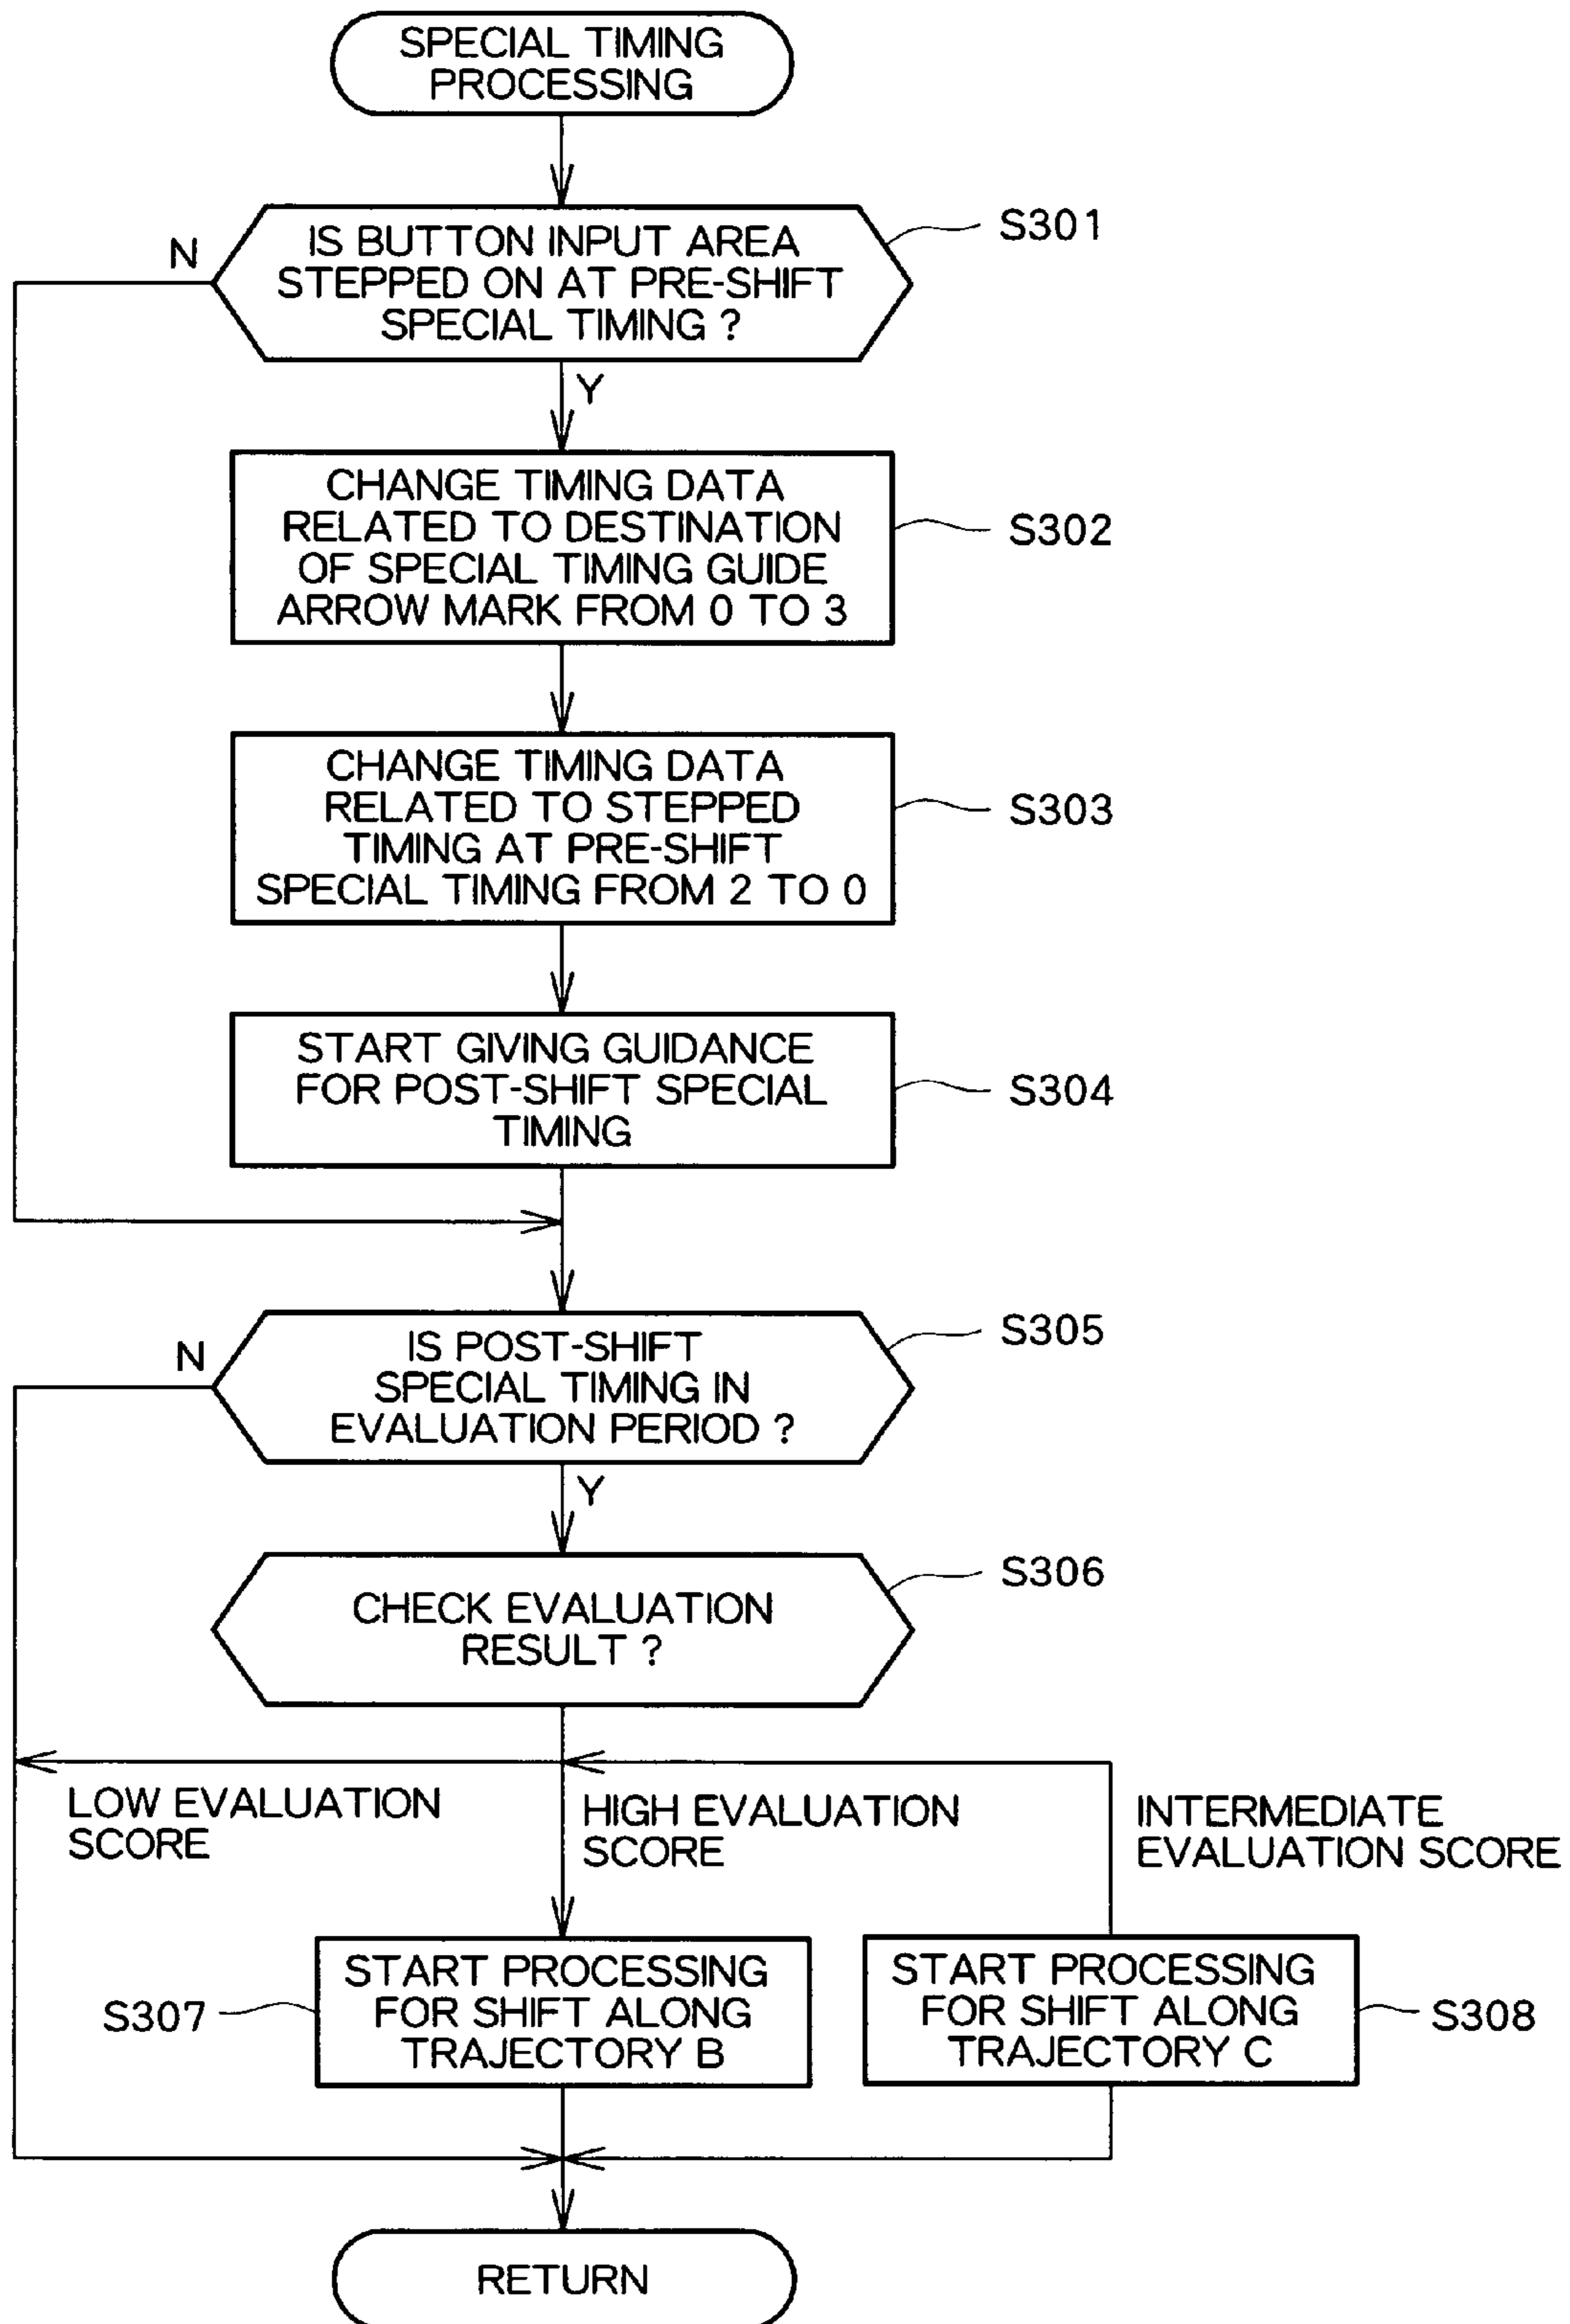 SPECIAL TIMING
PROCESSING
S301
N
IS BUTTON INPUT AREA
STEPPED ON AT PRE-SHIFT
SPECIAL TIMING ?
Y
CHANGE TIMING DATA
RELATED TO DESTINATION
OF SPECIAL TIMING GUIDE
ARROW MARK FROM 0 TO 3
S302
CHANGE TIMING DATA
RELATED TO STEPPED
TIMING AT PRE-SHIFT
SPECIAL TIMING FROM 2 TO 0
S303
START GIVING GUIDANCE
FOR POST-SHIFT SPECIAL
TIMING
S304
S305
N
IS POST-SHIFT
SPECIAL TIMING IN
EVALUATION PERIOD ?
Y
S306
CHECK EVALUATION
RESULT ?
LOW EVALUATION
SCORE
HIGH EVALUATION
SCORE
INTERMEDIATE
EVALUATION SCORE
S307
START PROCESSING
FOR SHIFT ALONG
TRAJECTORY B
START PROCESSING
FOR SHIFT ALONG
TRAJECTORY C
S308
RETURN